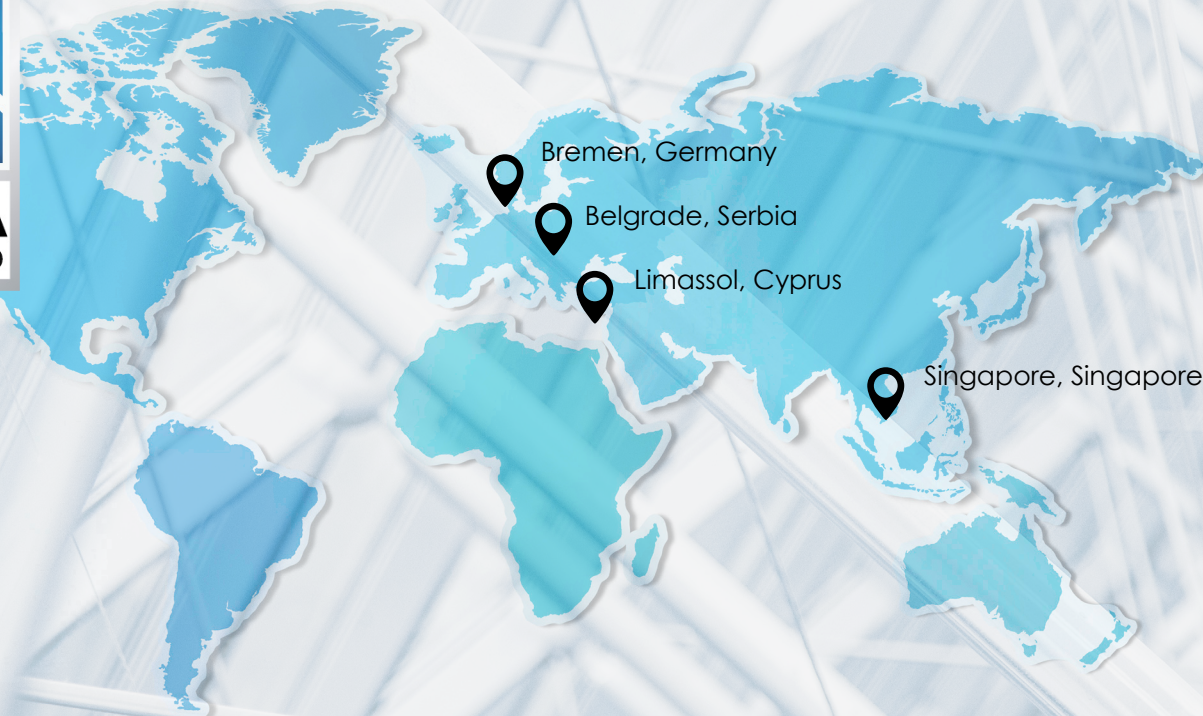 Bremen, Germany
Belgrade, Serbia
Limassol, Cyprus
Singapore, Singapore